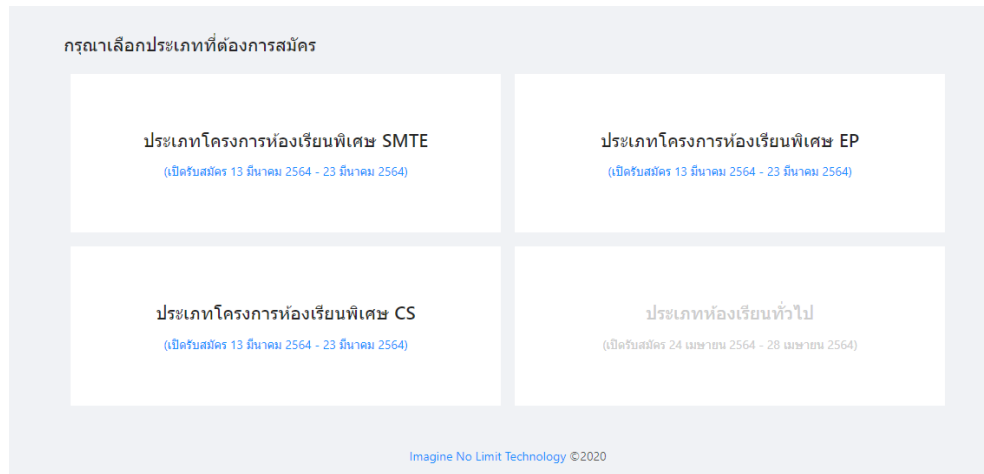 กรุณาเลือกประเภทที่ต้องการสมัคร
ประเภทโครงการห้องเรียนพิเศษ SMTE
(เปิดรับสมัคร 13 มีนาคม 2564 - 23 มีนาคม 2564)
ประเภทโครงการห้องเรียนพิเศษ EP
(เปิดรับสมัคร 13 มีนาคม 2564 - 23 มีนาคม 2564)
ประเภทโครงการห้องเรียนพิเศษ CS
(เปิดรับสมัคร 13 มีนาคม 2564 - 23 มีนาคม 2564)
ประเภทห้องเรียนทั่วไป
(เปิดรับสมัคร 24 เมษายน 2564 - 28 เมษายน 2564)
Imagine No Limit Technology ©2020